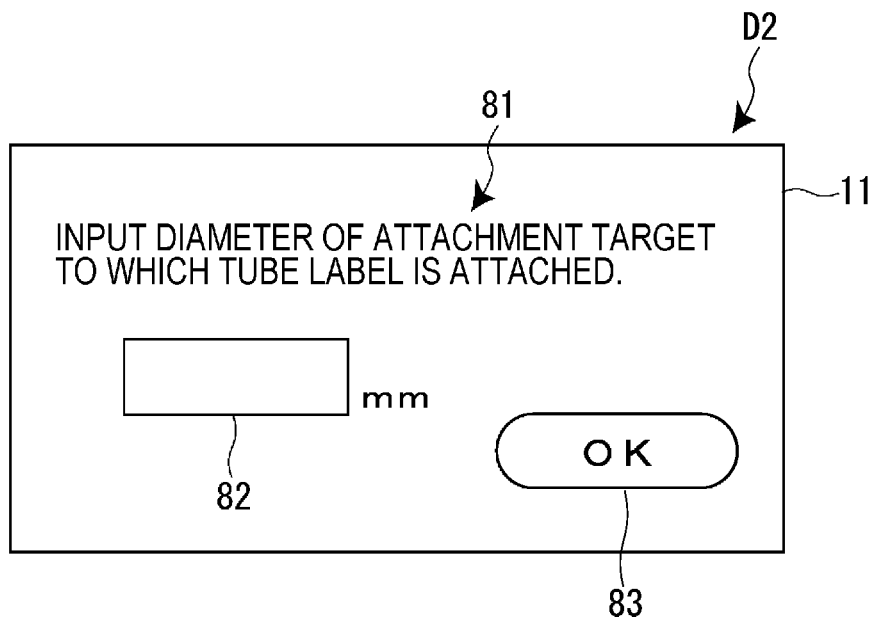 D2
81
11
INPUT DIAMETER OF ATTACHMENT TARGET
TO WHICH TUBE LABEL IS ATTACHED.
mm
OK
82
83